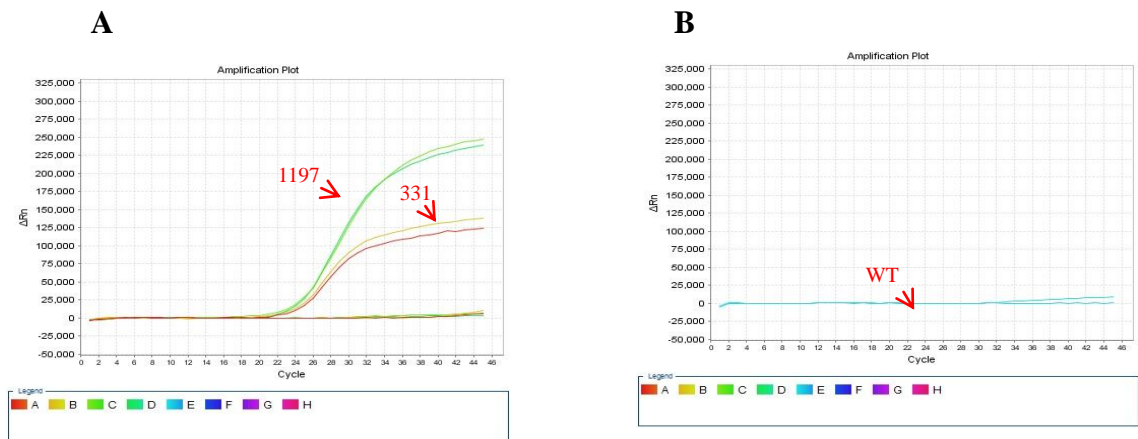 A
B
Amplification Plot
325,000
300,000
275,000
250,000
225,000
200,000
175,000
150,000
125,000
100,000
75,000
50,000
25,000
0
-25,000
-50,000
ΔRn
1197
331
0 2 4 6 8 10 12 14 16 18 20 22 24 26 28 30 32 34 36 38 40 42 44 46
Cycle
Legend
A B C D E F G H
Amplification Plot
325,000
300,000
275,000
250,000
225,000
200,000
175,000
150,000
125,000
100,000
75,000
50,000
25,000
0
-25,000
-50,000
ΔRn
WT
0 2 4 6 8 10 12 14 16 18 20 22 24 26 28 30 32 34 36 38 40 42 44 46
Cycle
Legend
A B C D E F G H